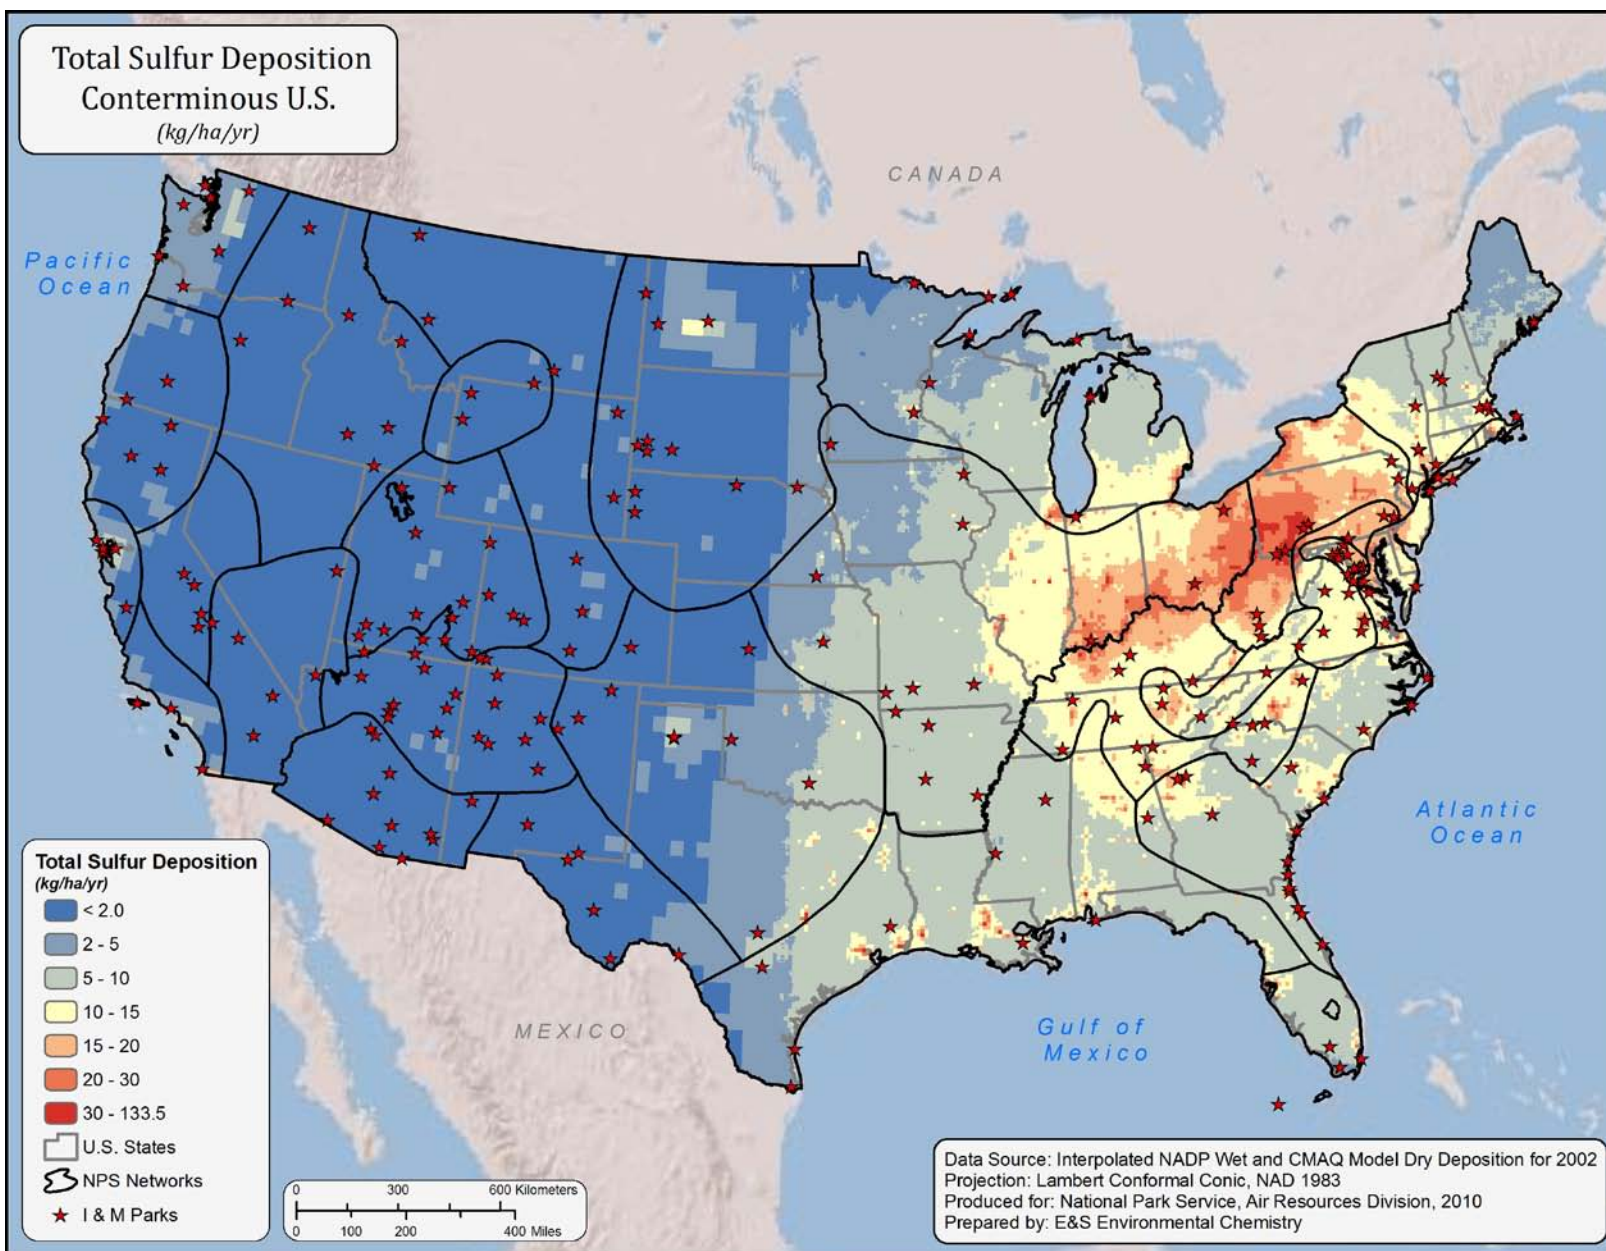 Total Sulfur Deposition
Conterminous U.S.
(kg/ha/yr)
CANADA
Pacific
Ocean
Atlantic
Ocean
Gulf of
Mexico
MEXICO
Total Sulfur Deposition
(kg/ha/yr)
< 2.0
2 - 5
5 - 10
10 - 15
15 - 20
20 - 30
30 - 133.5
U.S. States
NPS Networks
I & M Parks
0 300 600 Kilometers
0 100 200 400 Miles
Data Source: Interpolated NADP Wet and CMAQ Model Dry Deposition for 2002
Projection: Lambert Conformal Conic, NAD 1983
Produced for: National Park Service, Air Resources Division, 2010
Prepared by: E&S Environmental Chemistry